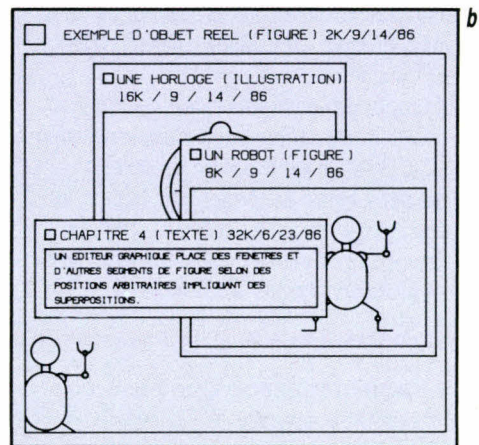 b
EXEMPLE D'OBJET REEL (FIGURE) 2K/9/14/86
UNE HORLOGE (ILLUSTRATION)
16K / 9 / 14 / 86
UN ROBOT (FIGURE)
8K / 9 / 14 / 86
CHAPITRE 4 (TEXTE) 32K/6/23/86
UN EDITEUR GRAPHIQUE PLACE DES FENETRES ET
D'AUTRES SEGMENTS DE FIGURE SELON DES
POSITIONS ARBITRAIRES IMPLIQUANT DES
SUPERPOSITIONS.